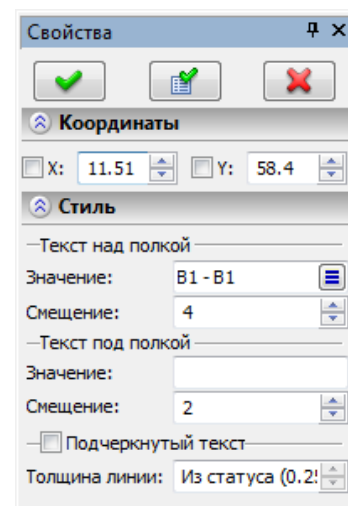 Свойства
Координаты
X: 11.51 Y: 58.4
Стиль
Текст над полкой
Значение: В1 - В1
Смещение: 4
Текст под полкой
Значение:
Смещение: 2
Подчеркнутый текст
Толщина линии: Из статуса (0.25